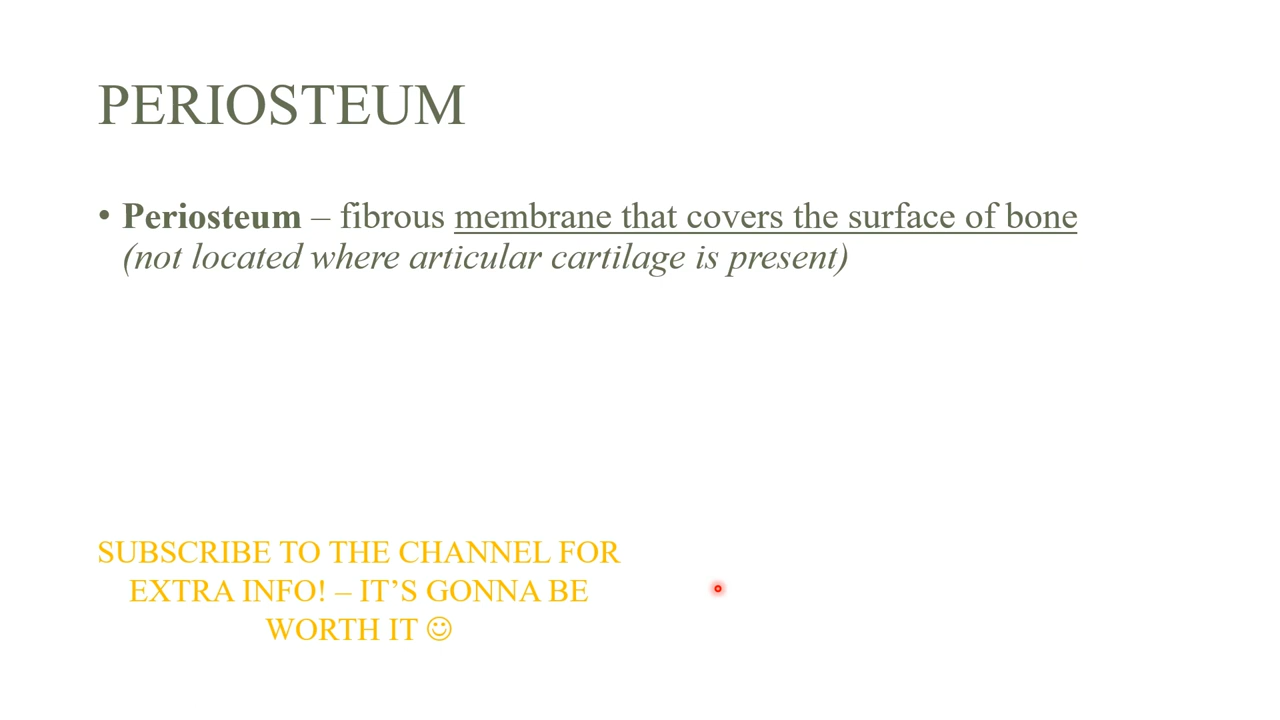 PERIOSTEUM
• Periosteum – fibrous membrane that covers the surface of bone
(not located where articular cartilage is present)
SUBSCRIBE TO THE CHANNEL FOR
EXTRA INFO! – IT’S GONNA BE
WORTH IT ☺